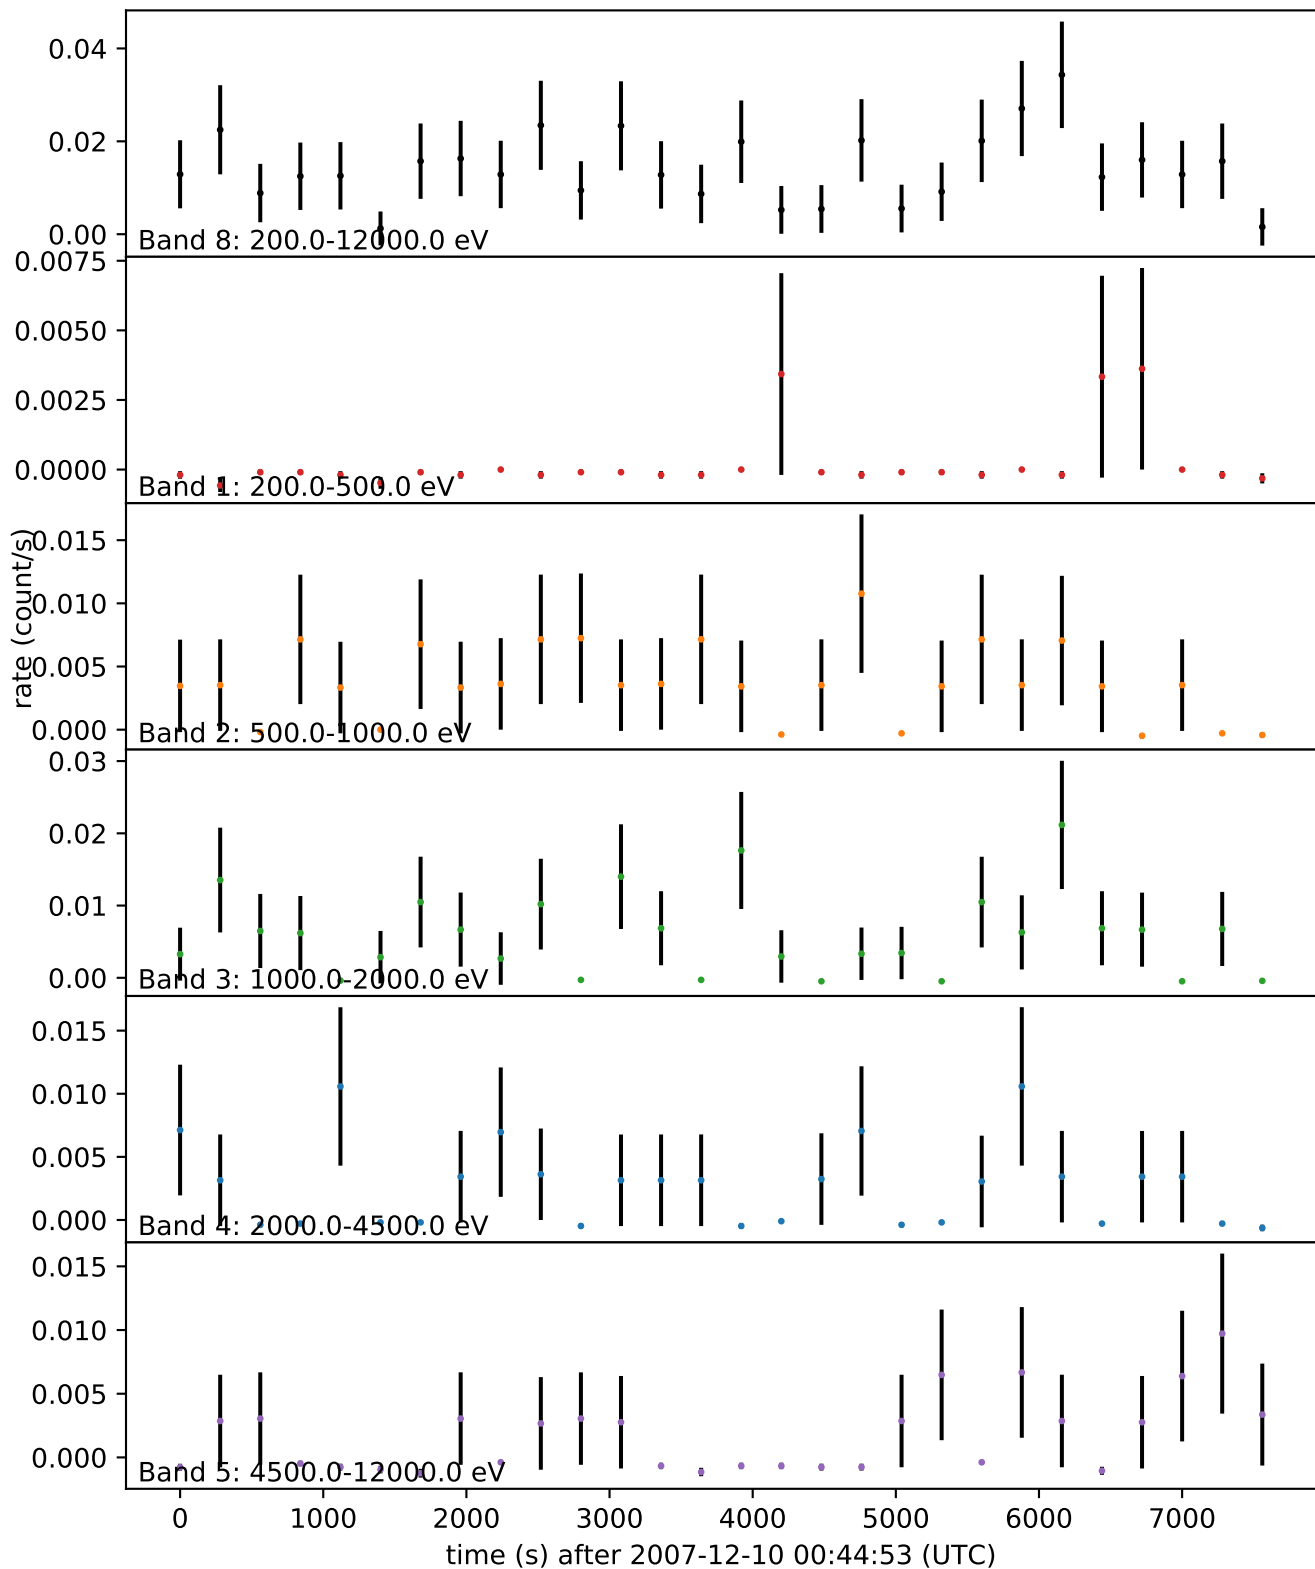 0.04
0.02
0.00
Band 8: 200.0-12000.0 eV
0.0075
0.0050
0.0025
0.0000
Band 1: 200.0-500.0 eV
rate (count/s)
0.015
0.010
0.005
0.000
Band 2: 500.0-1000.0 eV
0.03
0.02
0.01
0.00
Band 3: 1000.0-2000.0 eV
0.015
0.010
0.005
0.000
Band 4: 2000.0-4500.0 eV
0.015
0.010
0.005
0.000
Band 5: 4500.0-12000.0 eV
0 1000 2000 3000 4000 5000 6000 7000
time (s) after 2007-12-10 00:44:53 (UTC)